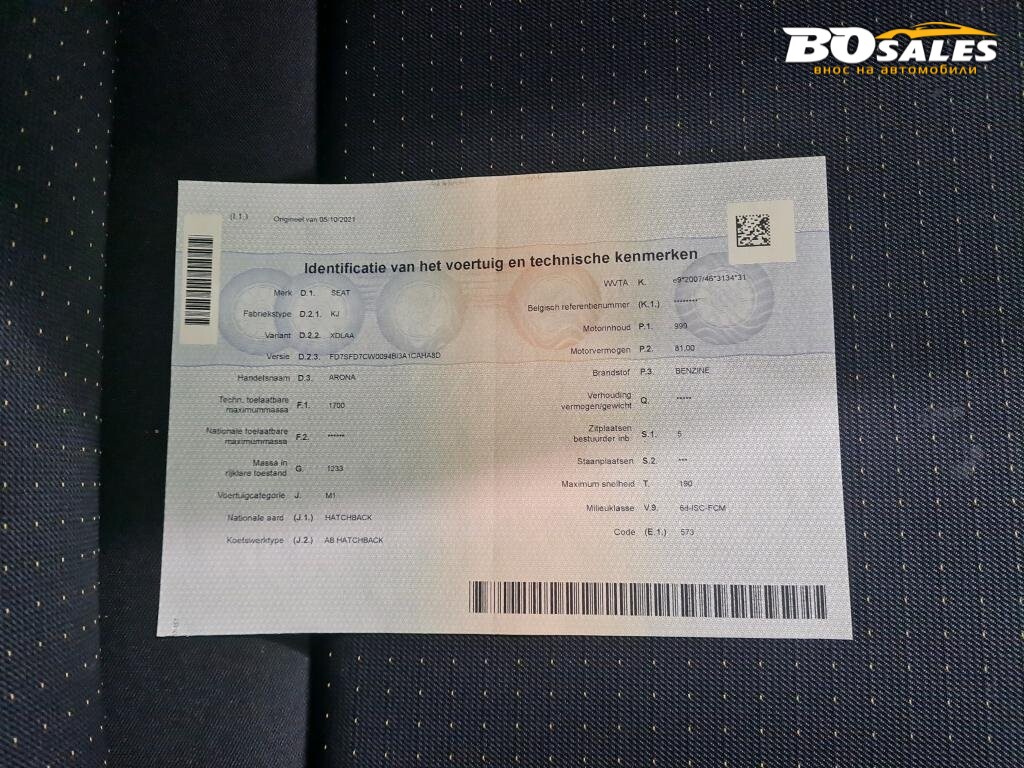 BOSALES
внос на автомобили
(I.1.) Origineel van 05/10/2021
Identificatie van het voertuig en technische kenmerken
Merk D.1. SEAT
Fabriekstype D.2.1. KJ
Variant D.2.2. XDLAA
Versie D.2.3. FD7SFD7CW0094BI3A1CAHA8D
Handelsnaam D.3. ARONA
Techn. toelaatbare
maximummassa F.1. 1700
Nationale toelaatbare
maximummassa F.2. ******
Massa in
rijklare toestand G. 1233
Voertuigcategorie J. M1
Nationale aard (J.1.) HATCHBACK
Koetswerktype (J.2.) AB HATCHBACK
WVTA K. e9*2007/46*3134*31
Belgisch referentienummer (K.1.) ********
Motorinhoud P.1. 999
Motorvermogen P.2. 81.00
Brandstof P.3. BENZINE
Verhouding
vermogen/gewicht Q. *****
Zitplaatsen
bestuurder inb. S.1. 5
Staanplaatsen S.2. ***
Maximum snelheid T. 190
Milieuklasse V.9. 6d-ISC-FCM
Code (E.1.) 573